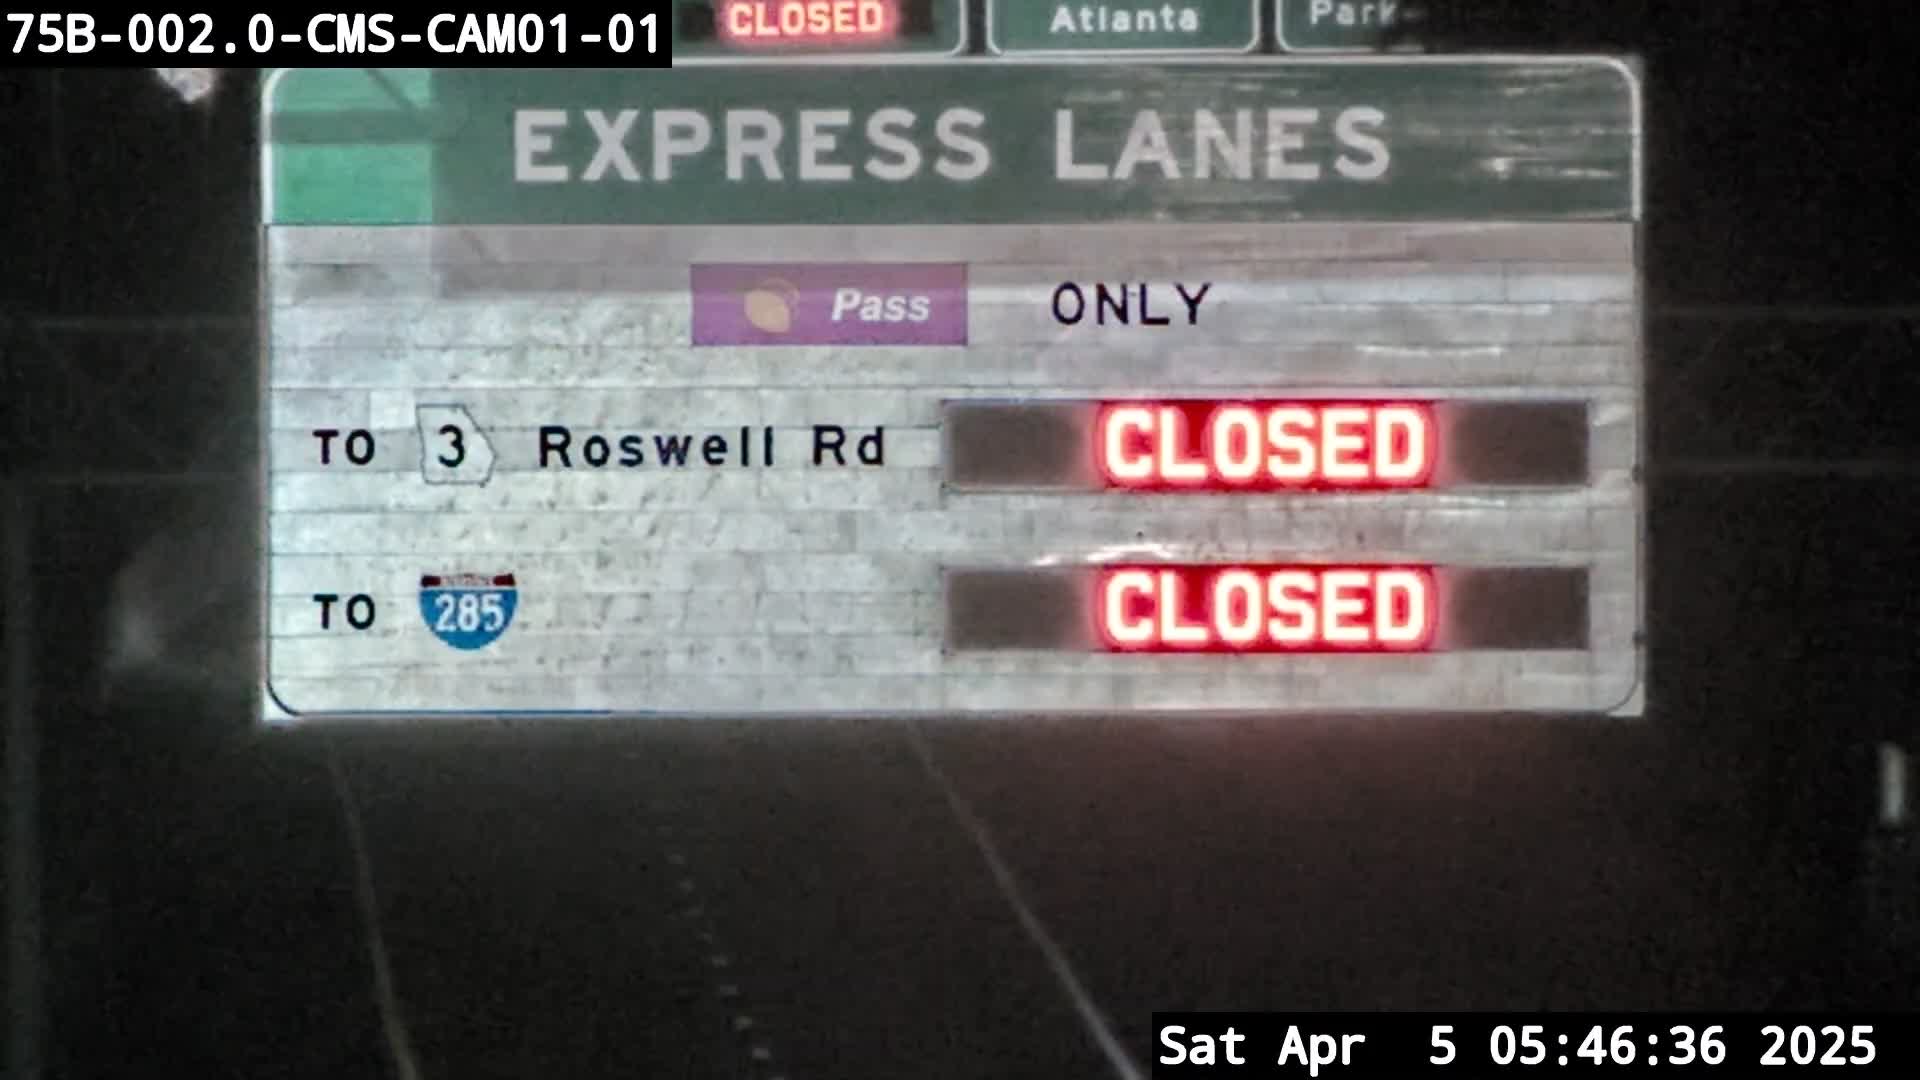 75B-002.0-CMS-CAM01-01
CLOSED
Atlanta
Park
EXPRESS LANES
Pass ONLY
TO 3 Roswell Rd CLOSED
TO 285 CLOSED
Sat Apr 5 05:46:36 2025